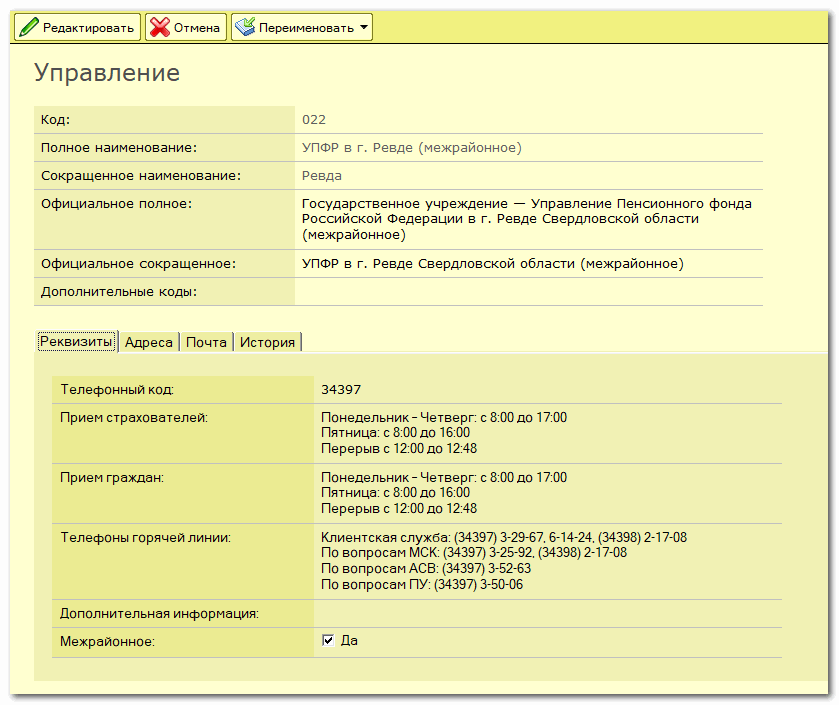 Редактировать Отмена Переименовать
Управление
Код: 022
Полное наименование: УПФР в г. Ревде (межрайонное)
Сокращенное наименование: Ревда
Официальное полное: Государственное учреждение — Управление Пенсионного фонда
Российской Федерации в г. Ревде Свердловской области
(межрайонное)
Официальное сокращенное: УПФР в г. Ревде Свердловской области (межрайонное)
Дополнительные коды:
Реквизиты Адреса Почта История
Телефонный код: 34397
Прием страхователей: Понедельник – Четверг: с 8:00 до 17:00
Пятница: с 8:00 до 16:00
Перерыв с 12:00 до 12:48
Прием граждан: Понедельник – Четверг: с 8:00 до 17:00
Пятница: с 8:00 до 16:00
Перерыв с 12:00 до 12:48
Телефоны горячей линии: Клиентская служба: (34397) 3-29-67, 6-14-24, (34398) 2-17-08
По вопросам МСК: (34397) 3-25-92, (34398) 2-17-08
По вопросам АСВ: (34397) 3-52-63
По вопросам ПУ: (34397) 3-50-06
Дополнительная информация:
Межрайонное: Да